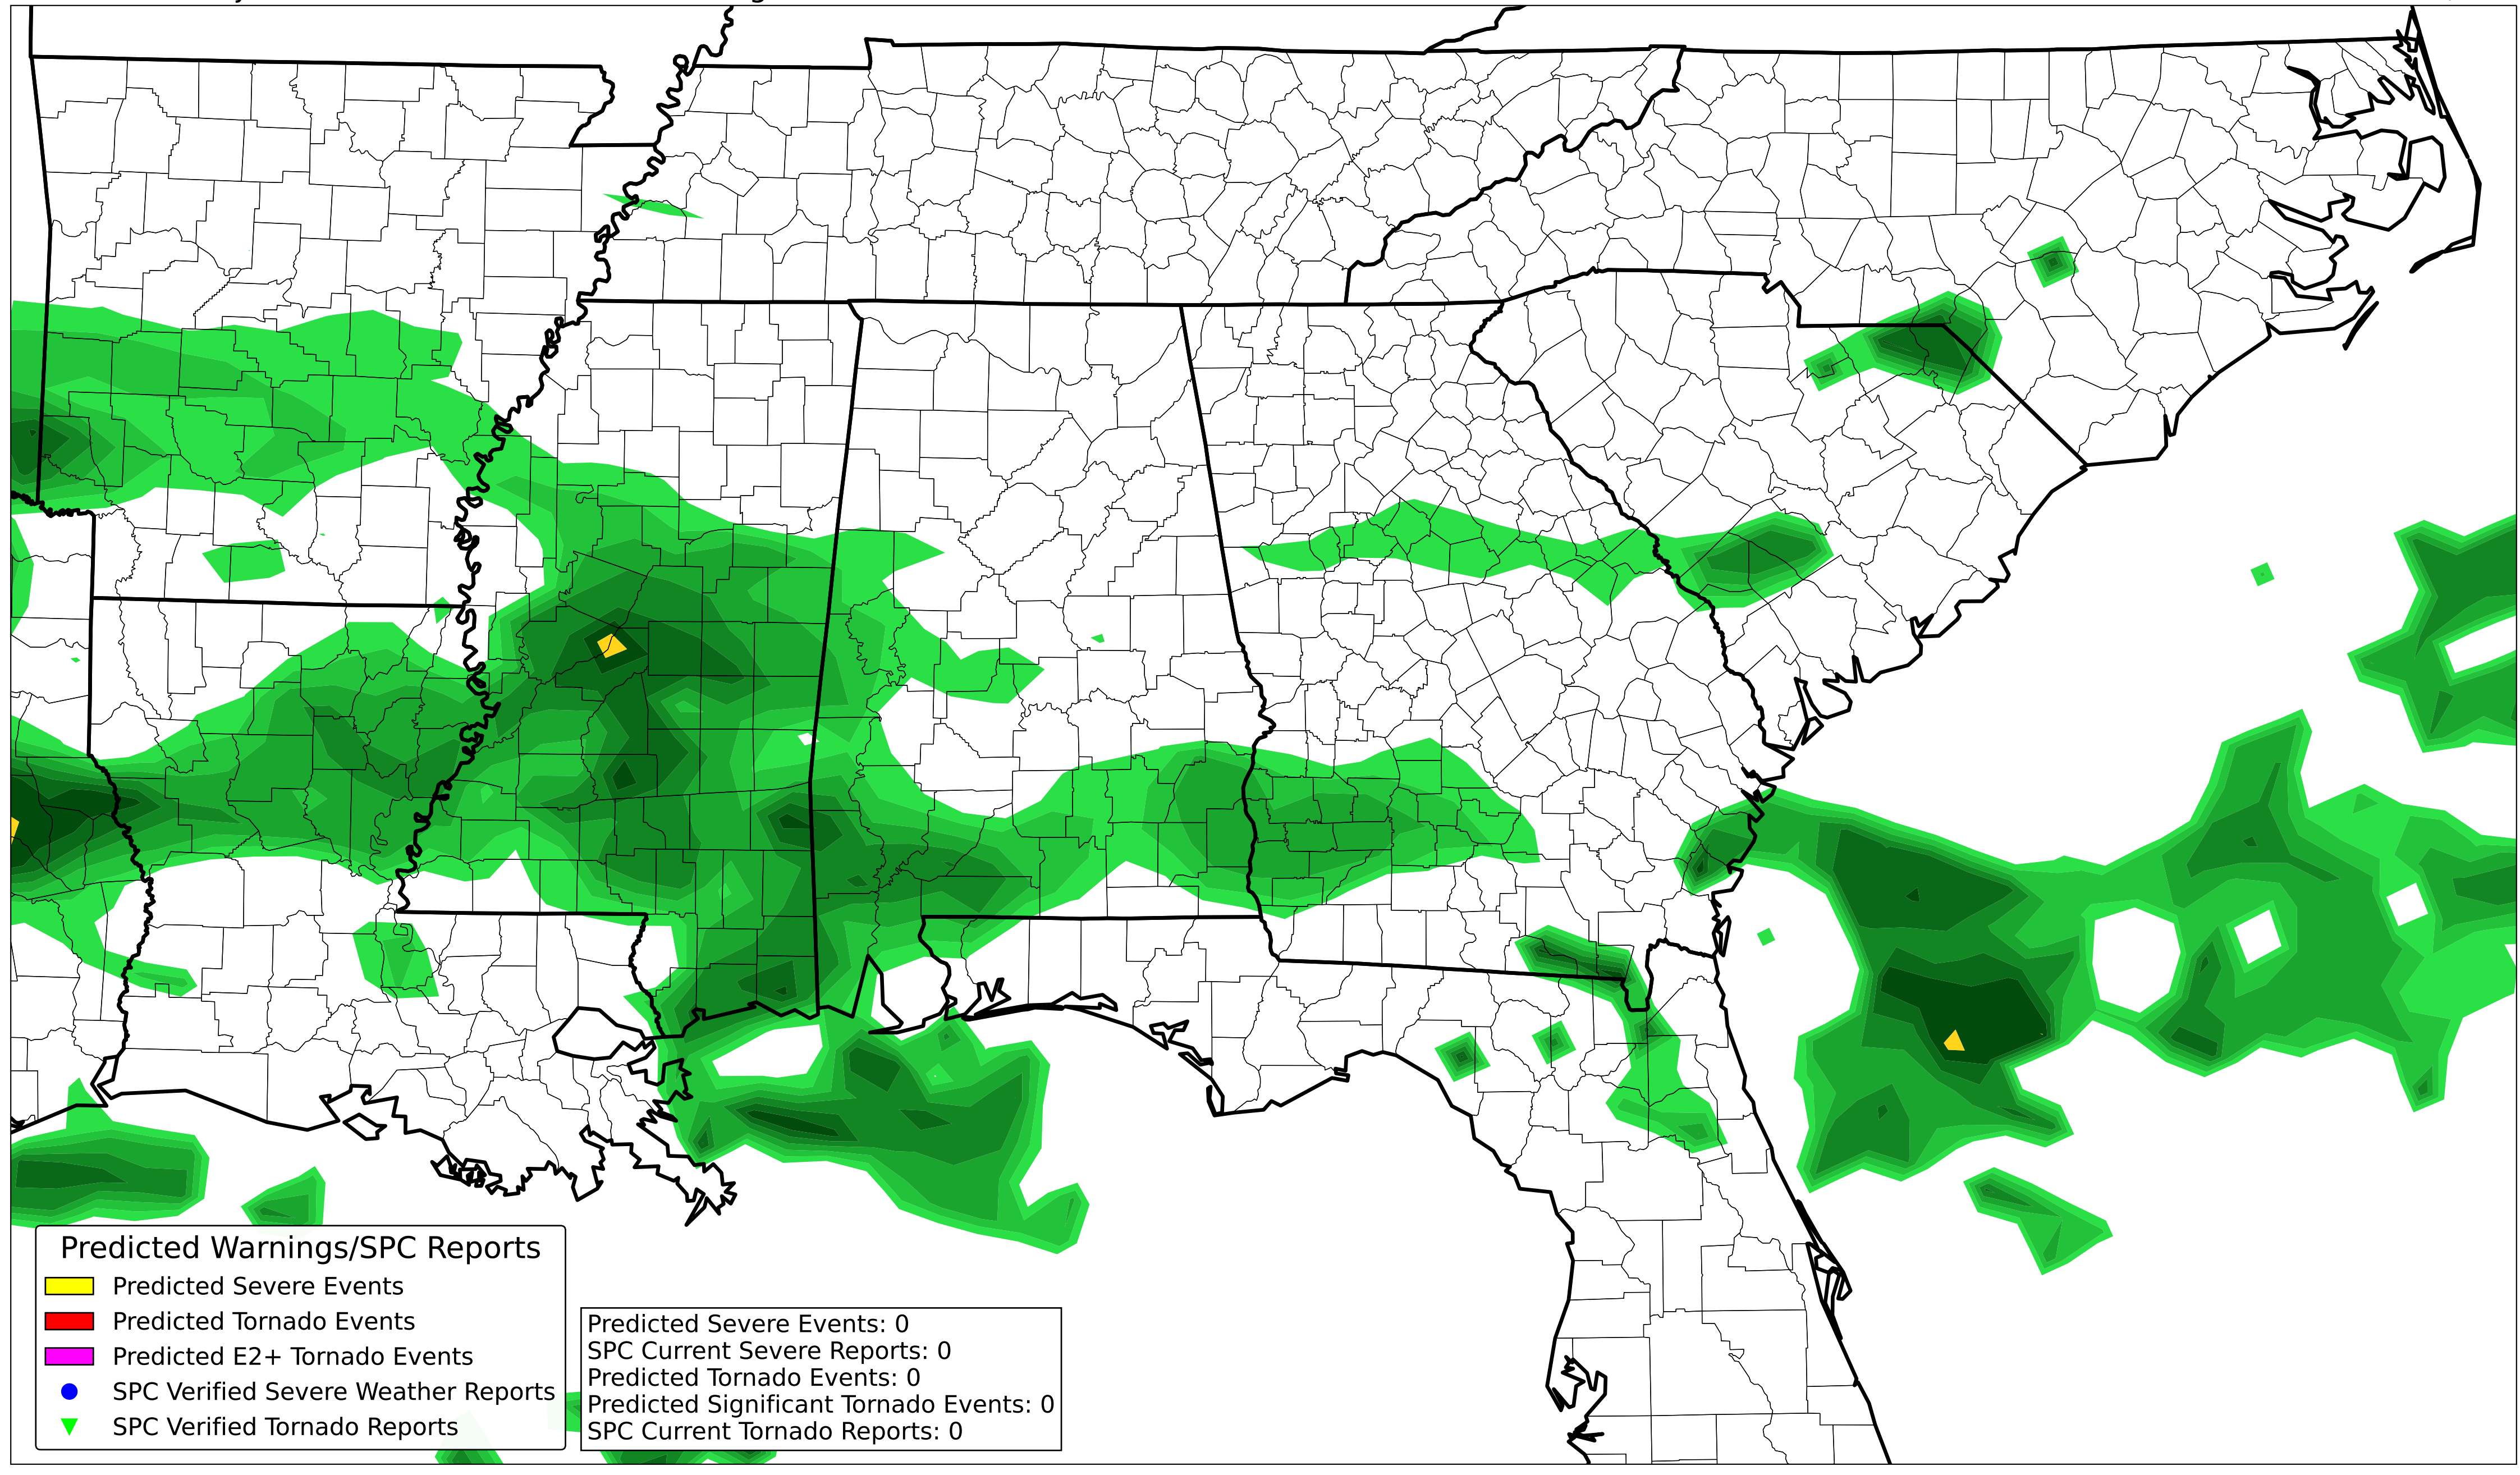 Predicted Warnings/SPC Reports
Predicted Severe Events
Predicted Tornado Events
Predicted E2+ Tornado Events
SPC Verified Severe Weather Reports
SPC Verified Tornado Reports
Predicted Severe Events: 0
SPC Current Severe Reports: 0
Predicted Tornado Events: 0
Predicted Significant Tornado Events: 0
SPC Current Tornado Reports: 0